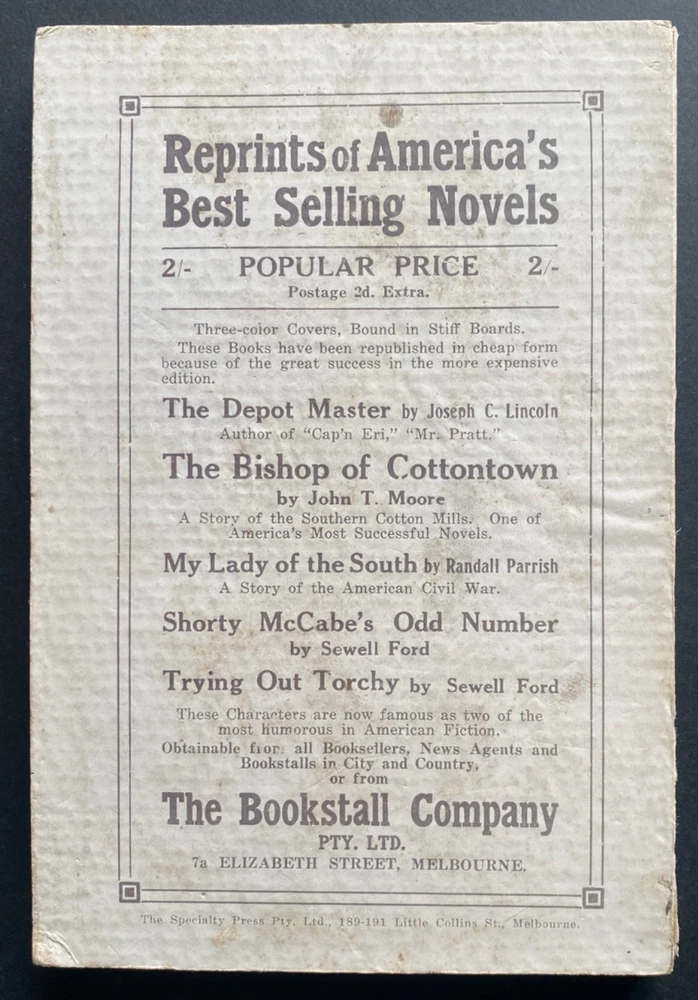 Reprints of America's
Best Selling Novels
2/- POPULAR PRICE 2/-
Postage 2d. Extra.
Three-color Covers, Bound in Stiff Boards.
These Books have been republished in cheap form
because of the great success in the more expensive
edition.
The Depot Master by Joseph C. Lincoln
Author of "Cap'n Eri," "Mr. Pratt."
The Bishop of Cottontown
by John T. Moore
A Story of the Southern Cotton Mills. One of
America's Most Successful Novels.
My Lady of the South by Randall Parrish
A Story of the American Civil War.
Shorty McCabe's Odd Number
by Sewell Ford
Trying Out Torchy by Sewell Ford
These Characters are now famous as two of the
most humorous in American Fiction.
Obtainable from all Booksellers, News Agents and
Bookstalls in City and Country,
or from
The Bookstall Company
PTY. LTD.
7a ELIZABETH STREET, MELBOURNE.
The Specialty Press Pty. Ltd., 189-191 Little Collins St., Melbourne.